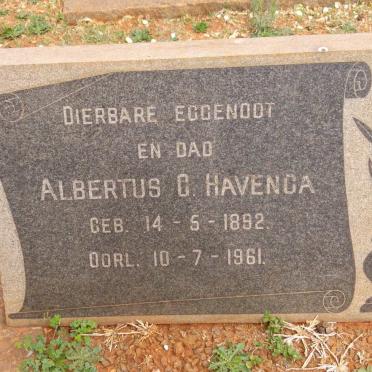 DIERBARE EGGENOOT
EN DAD
ALBERTUS G. HAVENGA
GEB. 14 - 5 - 1892.
OORL. 10 - 7 - 1961.